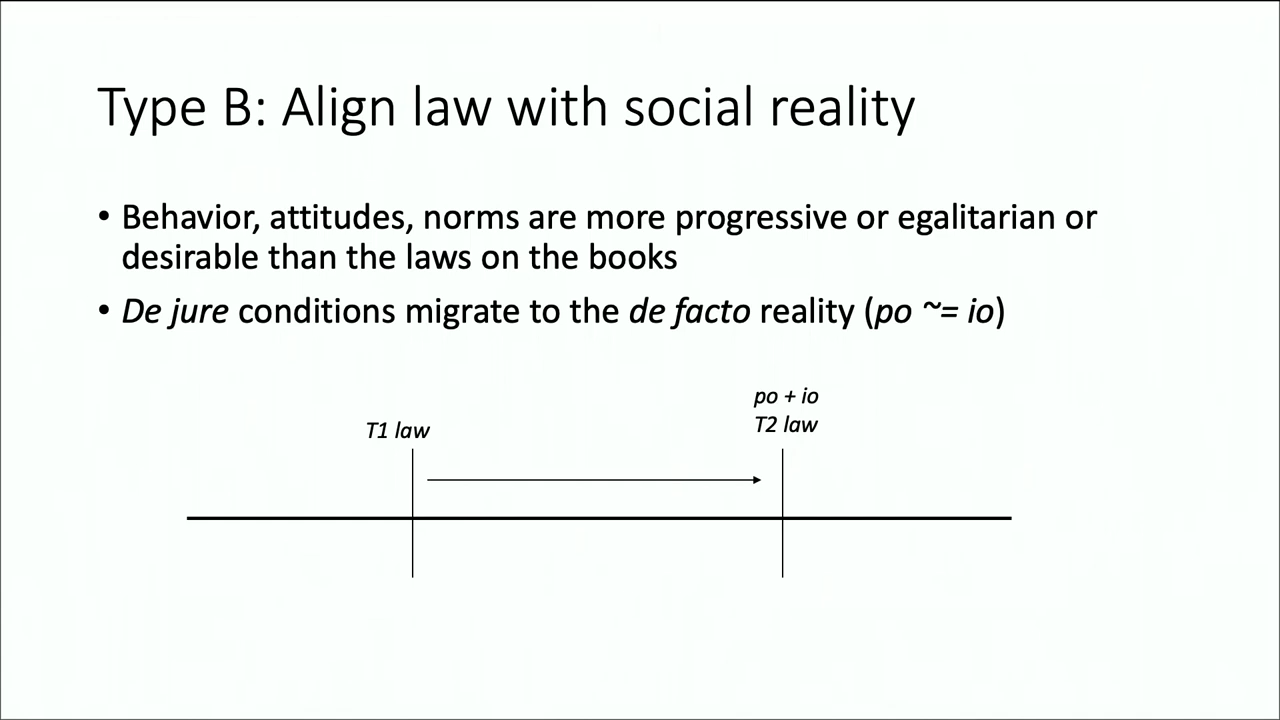 Type B: Align law with social reality
• Behavior, attitudes, norms are more progressive or egalitarian or
desirable than the laws on the books
• De jure conditions migrate to the de facto reality (po ~= io)
po + io
T1 law
T2 law